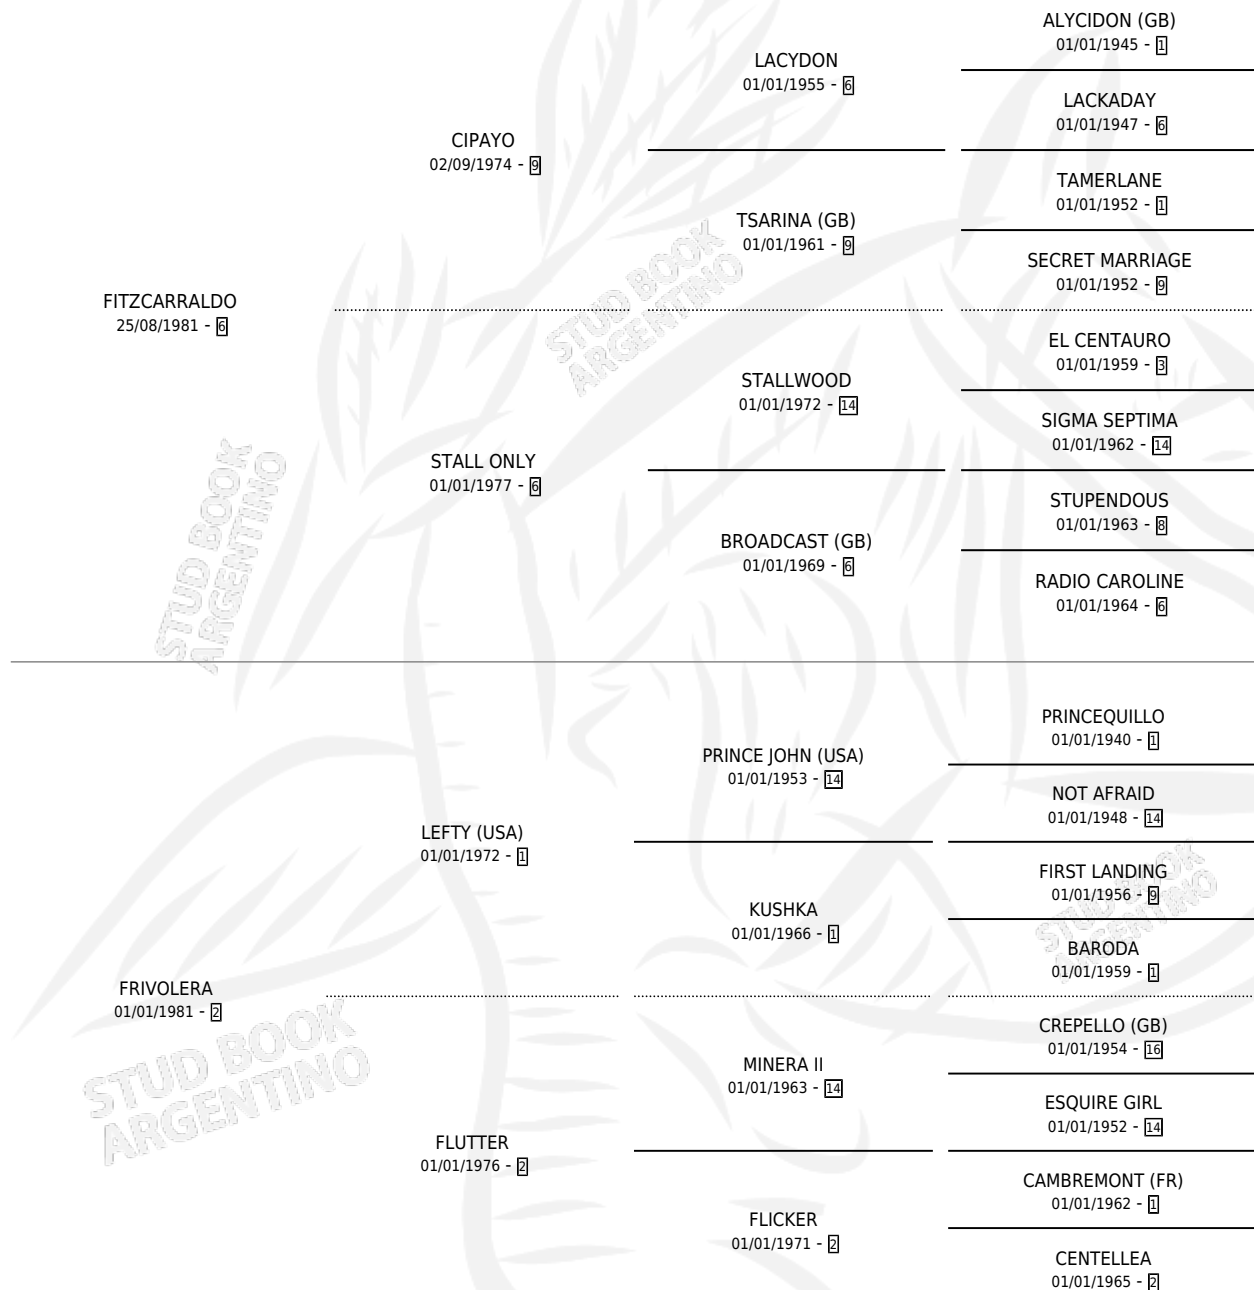 ALYCIDON (GB)
01/01/1945 - 1
LACYDON
01/01/1955 - 6
LACKADAY
01/01/1947 - 6
CIPAYO
02/09/1974 - 9
TAMERLANE
01/01/1952 - 1
TSARINA (GB)
01/01/1961 - 9
SECRET MARRIAGE
01/01/1952 - 9
FITZCARRALDO
25/08/1981 - 6
STUD BOOK
ARGENTINO
EL CENTAURO
01/01/1959 - 3
STALLWOOD
01/01/1972 - 14
SIGMA SEPTIMA
01/01/1962 - 14
STALL ONLY
01/01/1977 - 6
STUPENDOUS
01/01/1963 - 8
BROADCAST (GB)
01/01/1969 - 6
RADIO CAROLINE
01/01/1964 - 6
STUD BOOK
ARGENTINO
PRINCEQUILLO
01/01/1940 - 1
PRINCE JOHN (USA)
01/01/1953 - 14
NOT AFRAID
01/01/1948 - 14
LEFTY (USA)
01/01/1972 - 1
FIRST LANDING
01/01/1956 - 9
KUSHKA
01/01/1966 - 1
STUD BOOK
ARGENTINO
BARODA
01/01/1959 - 1
FRIVOLERA
01/01/1981 - 2
STUD BOOK
ARGENTINO
CREPELLO (GB)
01/01/1954 - 16
MINERA II
01/01/1963 - 14
ESQUIRE GIRL
01/01/1952 - 14
FLUTTER
01/01/1976 - 2
CAMBREMONT (FR)
01/01/1962 - 1
FLICKER
01/01/1971 - 2
CENTELLEA
01/01/1965 - 2